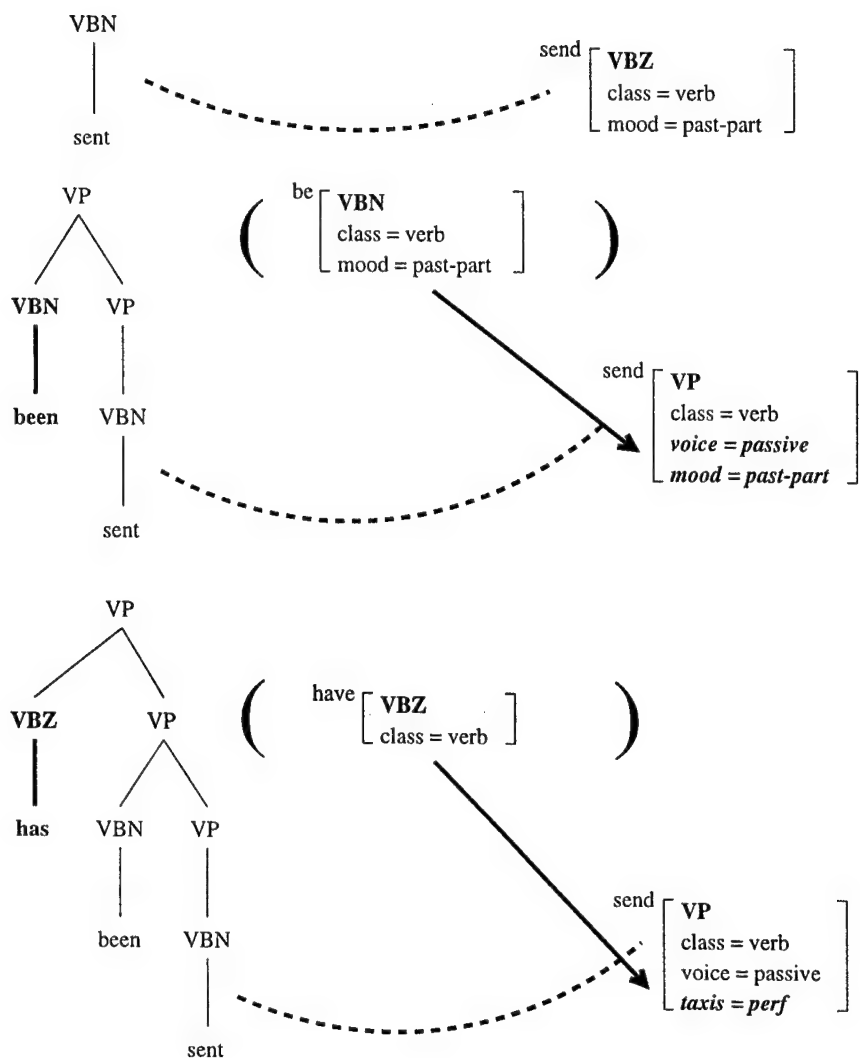 VBN
sent
send VBZ
class = verb
mood = past-part
VP
VBN VP
been VBN
sent
( be VBN
class = verb
mood = past-part )
send VP
class = verb
voice = passive
mood = past-part
VP
VBZ VP
has VBN VP
been VBN
sent
( have VBZ
class = verb )
send VP
class = verb
voice = passive
taxis = perf